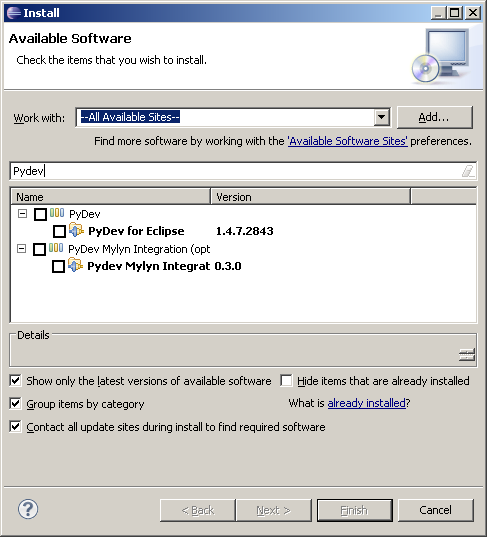 Install
Available Software
Check the items that you wish to install.
Work with: --All Available Sites-- Add...
Find more software by working with the 'Available Software Sites' preferences.
Pydev
Name Version
PyDev
PyDev for Eclipse 1.4.7.2843
PyDev Mylyn Integration (opt
Pydev Mylyn Integrat 0.3.0
Details
Show only the latest versions of available software Hide items that are already installed
Group items by category What is already installed?
Contact all update sites during install to find required software
? < Back Next > Finish Cancel